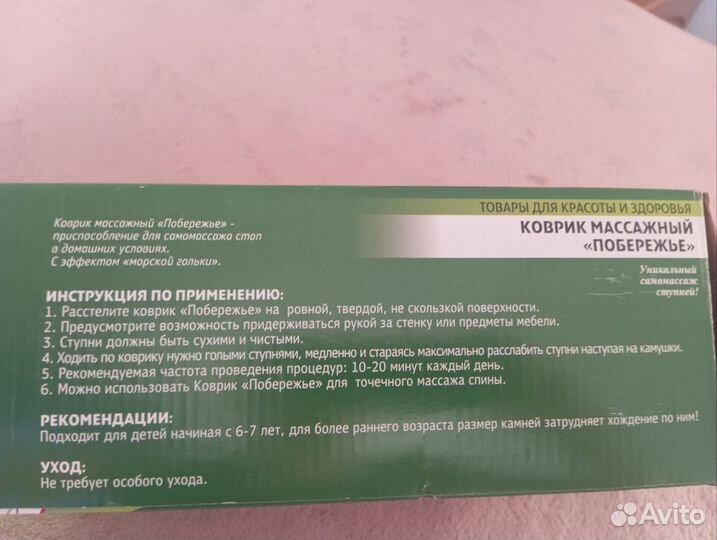 ТОВАРЫ ДЛЯ КРАСОТЫ И ЗДОРОВЬЯ
КОВРИК МАССАЖНЫЙ
«ПОБЕРЕЖЬЕ»
Уникальный
самомассаж
ступней!
Коврик массажный «Побережье» -
приспособление для самомассажа стоп
в домашних условиях.
С эффектом «морской гальки».
ИНСТРУКЦИЯ ПО ПРИМЕНЕНИЮ:
1. Расстелите коврик «Побережье» на ровной, твердой, не скользкой поверхности.
2. Предусмотрите возможность придерживаться рукой за стенку или предметы мебели.
3. Ступни должны быть сухими и чистыми.
4. Ходить по коврику нужно голыми ступнями, медленно и стараясь максимально расслабить ступни наступая на камушки.
5. Рекомендуемая частота проведения процедур: 10-20 минут каждый день.
6. Можно использовать Коврик «Побережье» для точечного массажа спины.
РЕКОМЕНДАЦИИ:
Подходит для детей начиная с 6-7 лет, для более раннего возраста размер камней затрудняет хождение по ним!
УХОД:
Не требует особого ухода.
Avito